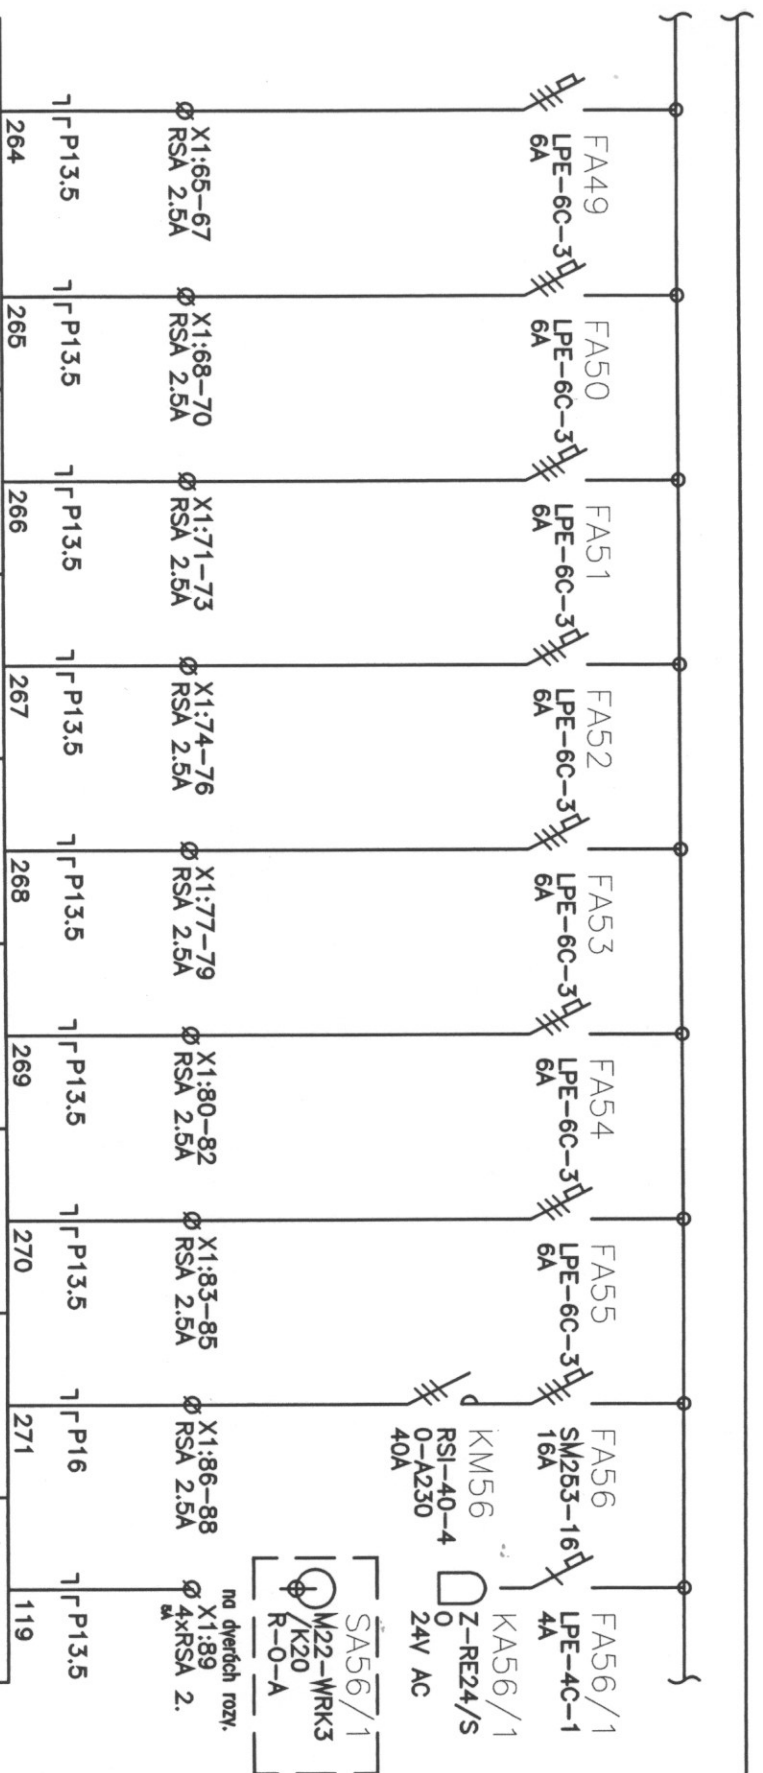 FA49
LPE-6C-3
6A
X1:65-67
RSA 2.5A
P13.5
264
FA50
LPE-6C-3
6A
X1:68-70
RSA 2.5A
P13.5
265
FA51
LPE-6C-3
6A
X1:71-73
RSA 2.5A
P13.5
266
FA52
LPE-6C-3
6A
X1:74-76
RSA 2.5A
P13.5
267
FA53
LPE-6C-3
6A
X1:77-79
RSA 2.5A
P13.5
268
FA54
LPE-6C-3
6A
X1:80-82
RSA 2.5A
P13.5
269
FA55
LPE-6C-3
6A
X1:83-85
RSA 2.5A
P13.5
270
FA56
SM253-16
16A
KM56
RSI-40-4
0-A230
40A
X1:86-88
RSA 2.5A
P16
271
FA56/1
LPE-4C-1
4A
KA56/1
Z-RE24/S
O
24V AC
SA56/1
M22-WRK3
/K20
R-O-A
na dverách rozv.
X1:89
4xRSA 2.
P13.5
119